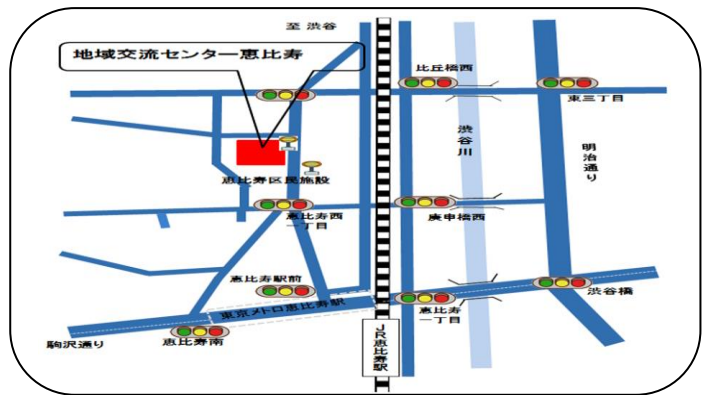 至 渋谷
地域交流センター恵比寿
比丘橋西
東三丁目
渋谷川
明治通り
恵比寿区民施設
恵比寿西
一丁目
庚申橋西
恵比寿駅前
東京メトロ恵比寿駅
恵比寿
一丁目
渋谷橋
駒沢通り
恵比寿南
JR恵比寿駅